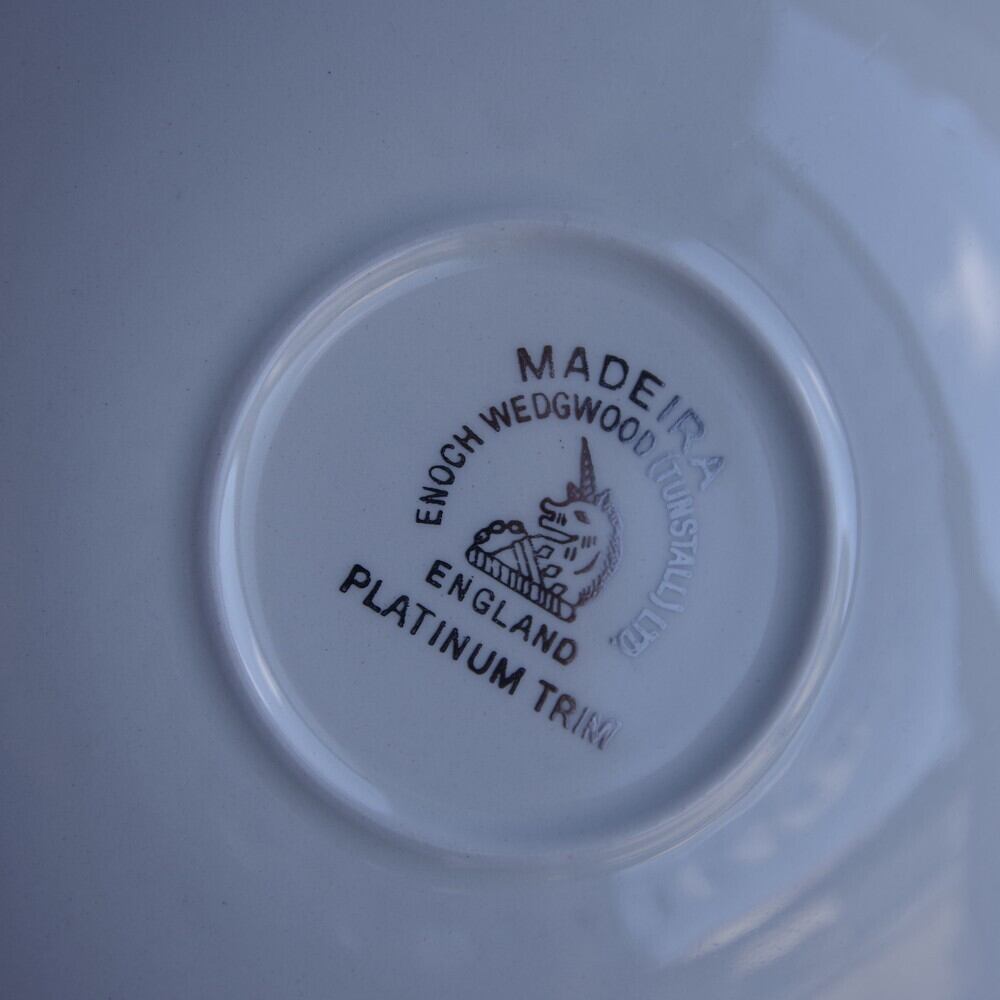 MADEIRA
ENOCH WEDGWOOD (TUNSTALL) LTD.
ENGLAND
PLATINUM TRIM